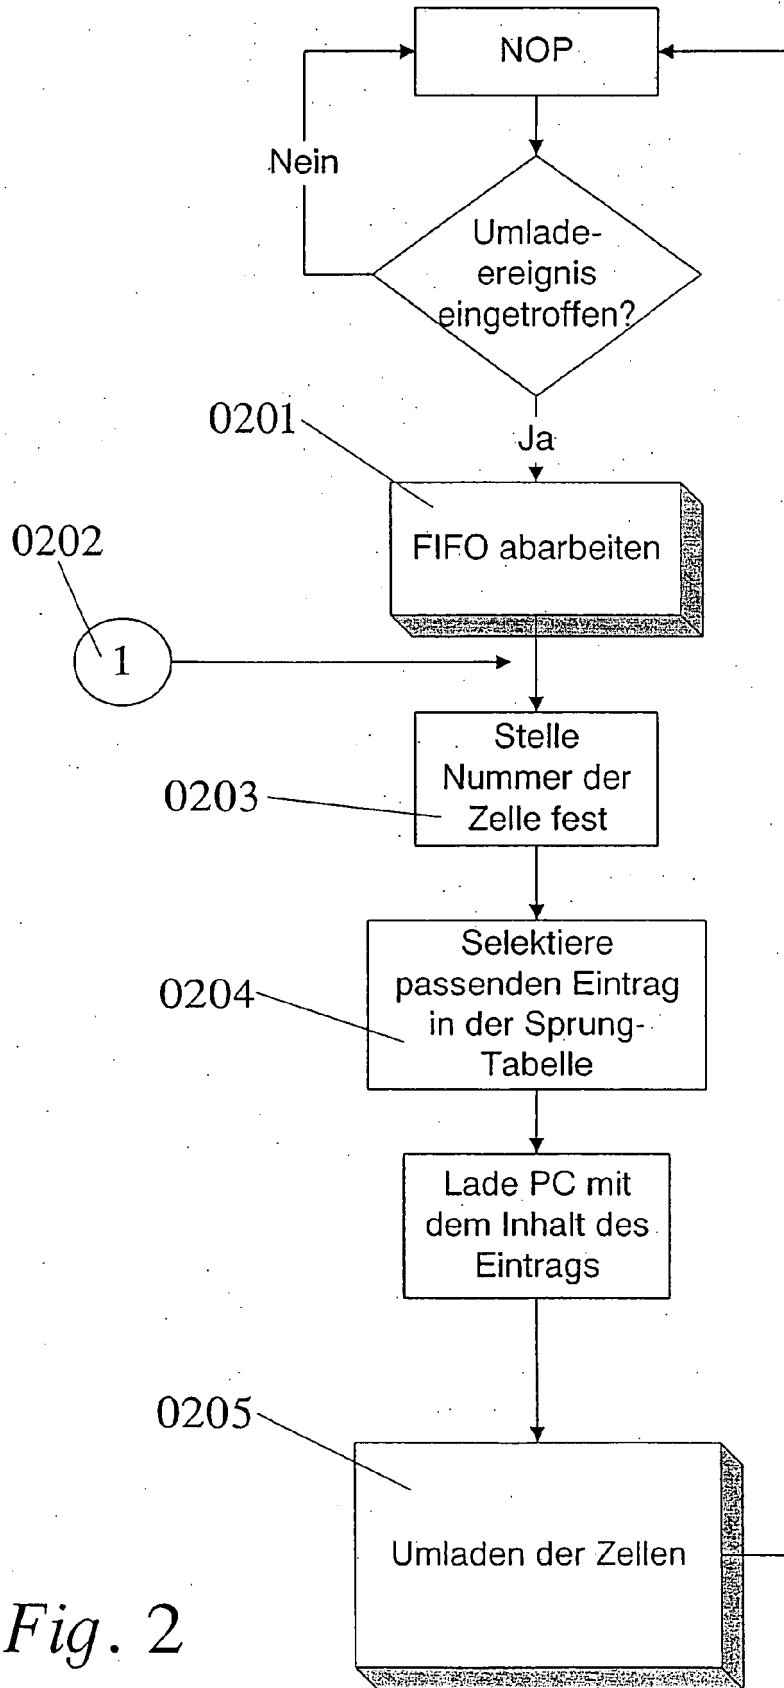 NOP
Nein
Umlade-
ereignis
eingetroffen?
0201
Ja
FIFO abarbeiten
0202
1
Stelle
Nummer der
Zelle fest
0203
Selektiere
passenden Eintrag
in der Sprung-
Tabelle
0204
Lade PC mit
dem Inhalt des
Eintrags
0205
Umladen der Zellen
Fig. 2